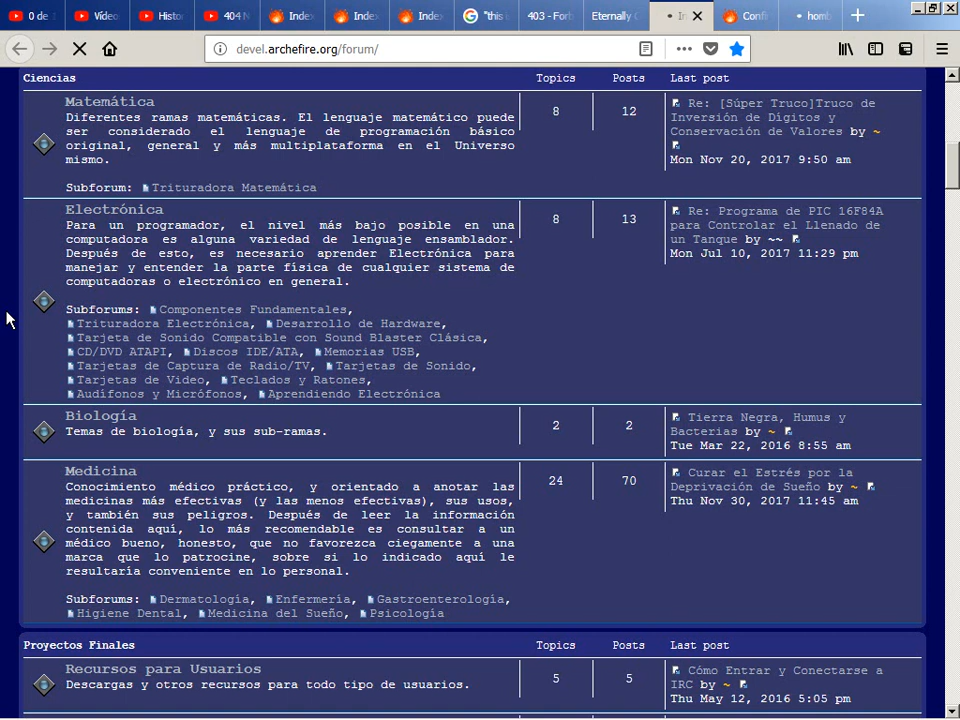 0 de
Vídeo
Histo
404 N
Index
Index
Index
"this i
403 - Forb
Eternally
In
Confir
homb
devel.archefire.org/forum/
Ciencias Topics Posts Last post
Matemática
Diferentes ramas matemáticas. El lenguaje matemático puede
ser considerado el lenguaje de programación básico
original, general y más multiplataforma en el Universo
mismo.
Subforum: Trituradora Matemática
8 12
Re: [Súper Truco]Truco de
Inversión de Dígitos y
Conservación de Valores by ~
Mon Nov 20, 2017 9:50 am
Electrónica
Para un programador, el nivel más bajo posible en una
computadora es alguna variedad de lenguaje ensamblador.
Después de esto, es necesario aprender Electrónica para
manejar y entender la parte física de cualquier sistema de
computadoras o electrónico en general.
Subforums: Componentes Fundamentales,
Trituradora Electrónica, Desarrollo de Hardware,
Tarjeta de Sonido Compatible con Sound Blaster Clásica,
CD/DVD ATAPI, Discos IDE/ATA, Memorias USB,
Tarjetas de Captura de Radio/TV, Tarjetas de Sonido,
Tarjetas de Video, Teclados y Ratones,
Audífonos y Micrófonos, Aprendiendo Electrónica
8 13
Re: Programa de PIC 16F84A
para Controlar el Llenado de
un Tanque by ~~
Mon Jul 10, 2017 11:29 pm
Biología
Temas de biología, y sus sub-ramas.
2 2
Tierra Negra, Humus y
Bacterias by ~
Tue Mar 22, 2016 8:55 am
Medicina
Conocimiento médico práctico, y orientado a anotar las
medicinas más efectivas (y las menos efectivas), sus usos,
y también sus peligros. Después de leer la información
contenida aquí, lo más recomendable es consultar a un
médico bueno, honesto, que no favorezca ciegamente a una
marca que lo patrocine, sobre si lo indicado aquí le
resultaría conveniente en lo personal.
Subforums: Dermatología, Enfermería, Gastroenterología,
Higiene Dental, Medicina del Sueño, Psicología
24 70
Curar el Estrés por la
Deprivación de Sueño by ~
Thu Nov 30, 2017 11:45 am
Proyectos Finales Topics Posts Last post
Recursos para Usuarios
Descargas y otros recursos para todo tipo de usuarios.
5 5
Cómo Entrar y Conectarse a
IRC by ~
Thu May 12, 2016 5:05 pm